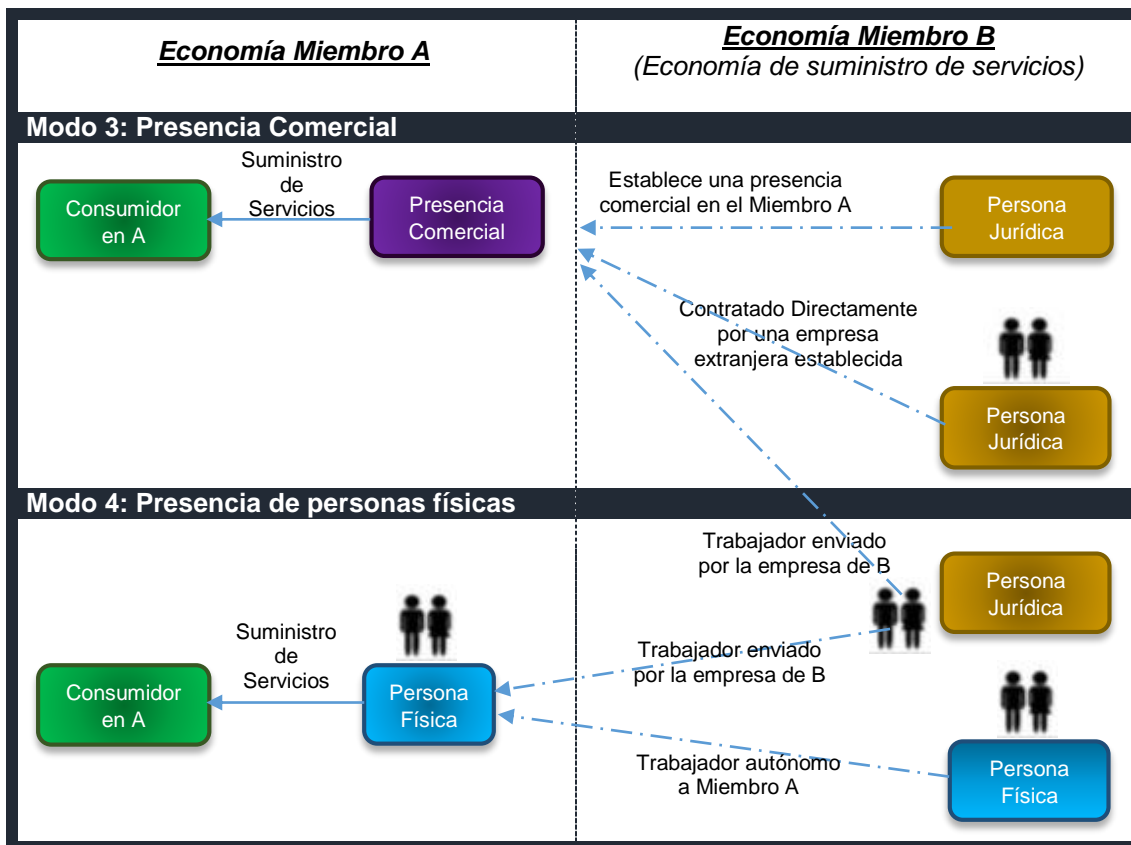 Economía Miembro A
Economía Miembro B
(Economía de suministro de servicios)
Modo 3: Presencia Comercial
Suministro
de
Servicios
Consumidor
en A
Presencia
Comercial
Establece una presencia
comercial en el Miembro A
Persona
Jurídica
Contratado Directamente
por una empresa
extranjera establecida
Persona
Jurídica
Modo 4: Presencia de personas físicas
Trabajador enviado
por la empresa de B
Persona
Jurídica
Suministro
de
Servicios
Trabajador enviado
por la empresa de B
Consumidor
en A
Persona
Física
Trabajador autónomo
a Miembro A
Persona
Física